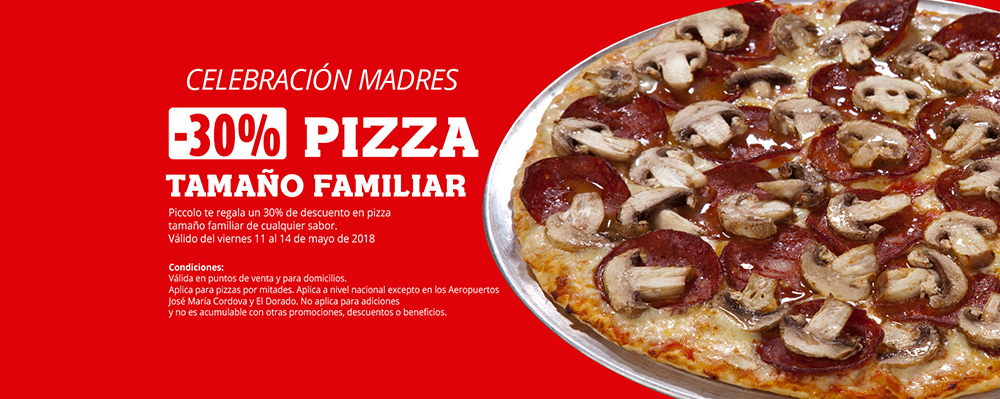 CELEBRACIÓN MADRES
-30% PIZZA
TAMAÑO FAMILIAR
Piccolo te regala un 30% de descuento en pizza
tamaño familiar de cualquier sabor.
Válido del viernes 11 al 14 de mayo de 2018
Condiciones:
Válida en puntos de venta y para domicilios.
Aplica para pizzas por mitades. Aplica a nivel nacional excepto en los Aeropuertos
José María Cordova y El Dorado. No aplica para adiciones
y no es acumulable con otras promociones, descuentos o beneficios.